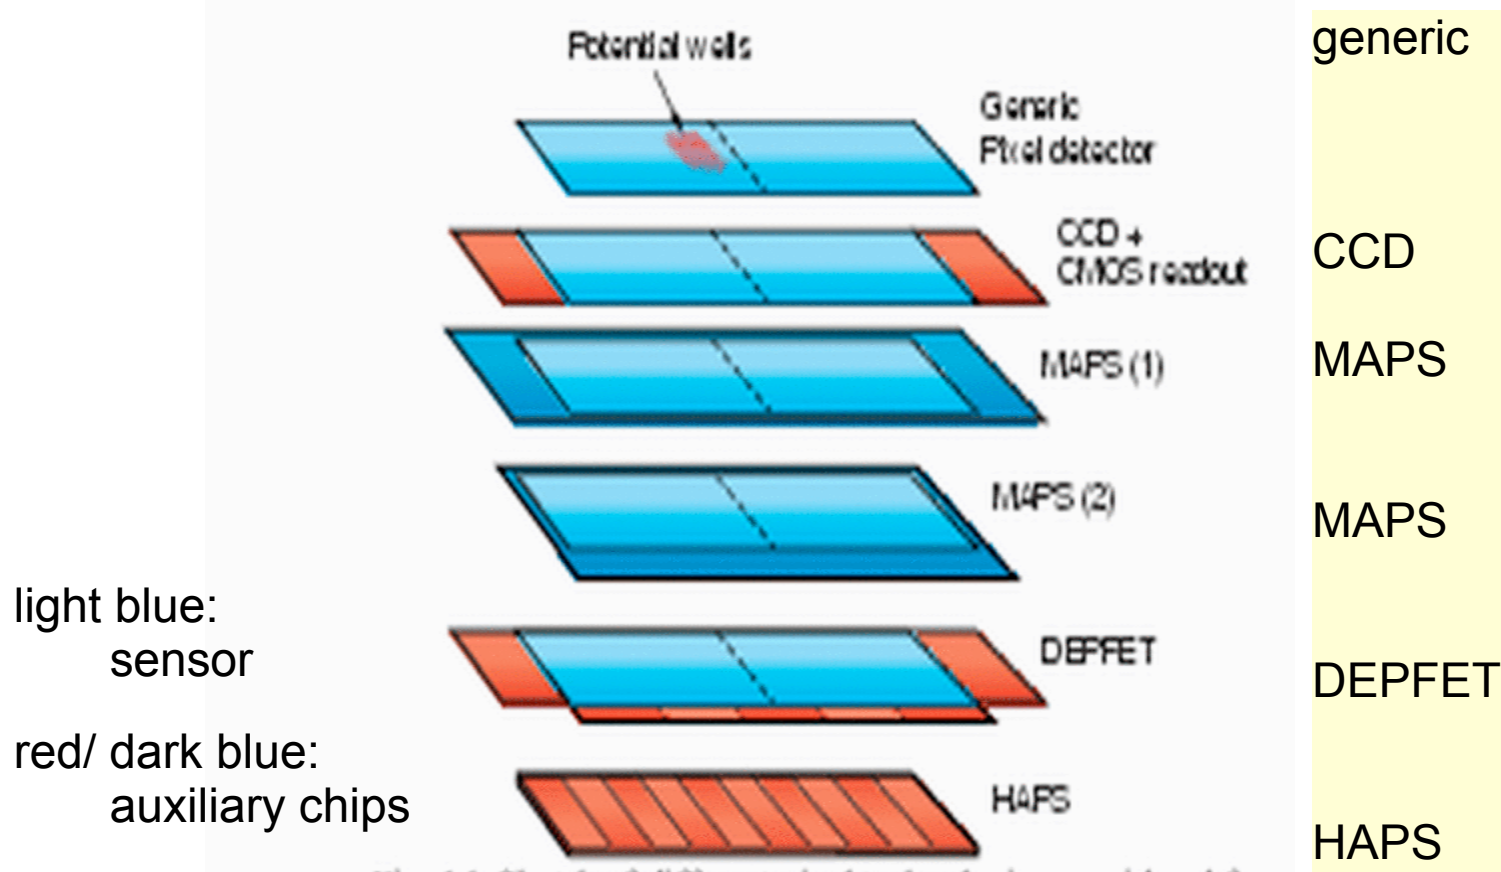 generic
Potential wells
Generic
Pixel detector
CCD +
CMOS readout
CCD
MAPS (1)
MAPS
MAPS (2)
MAPS
light blue:
sensor
DEPFET
DEPFET
red/ dark blue:
auxiliary chips
HAPS
HAPS